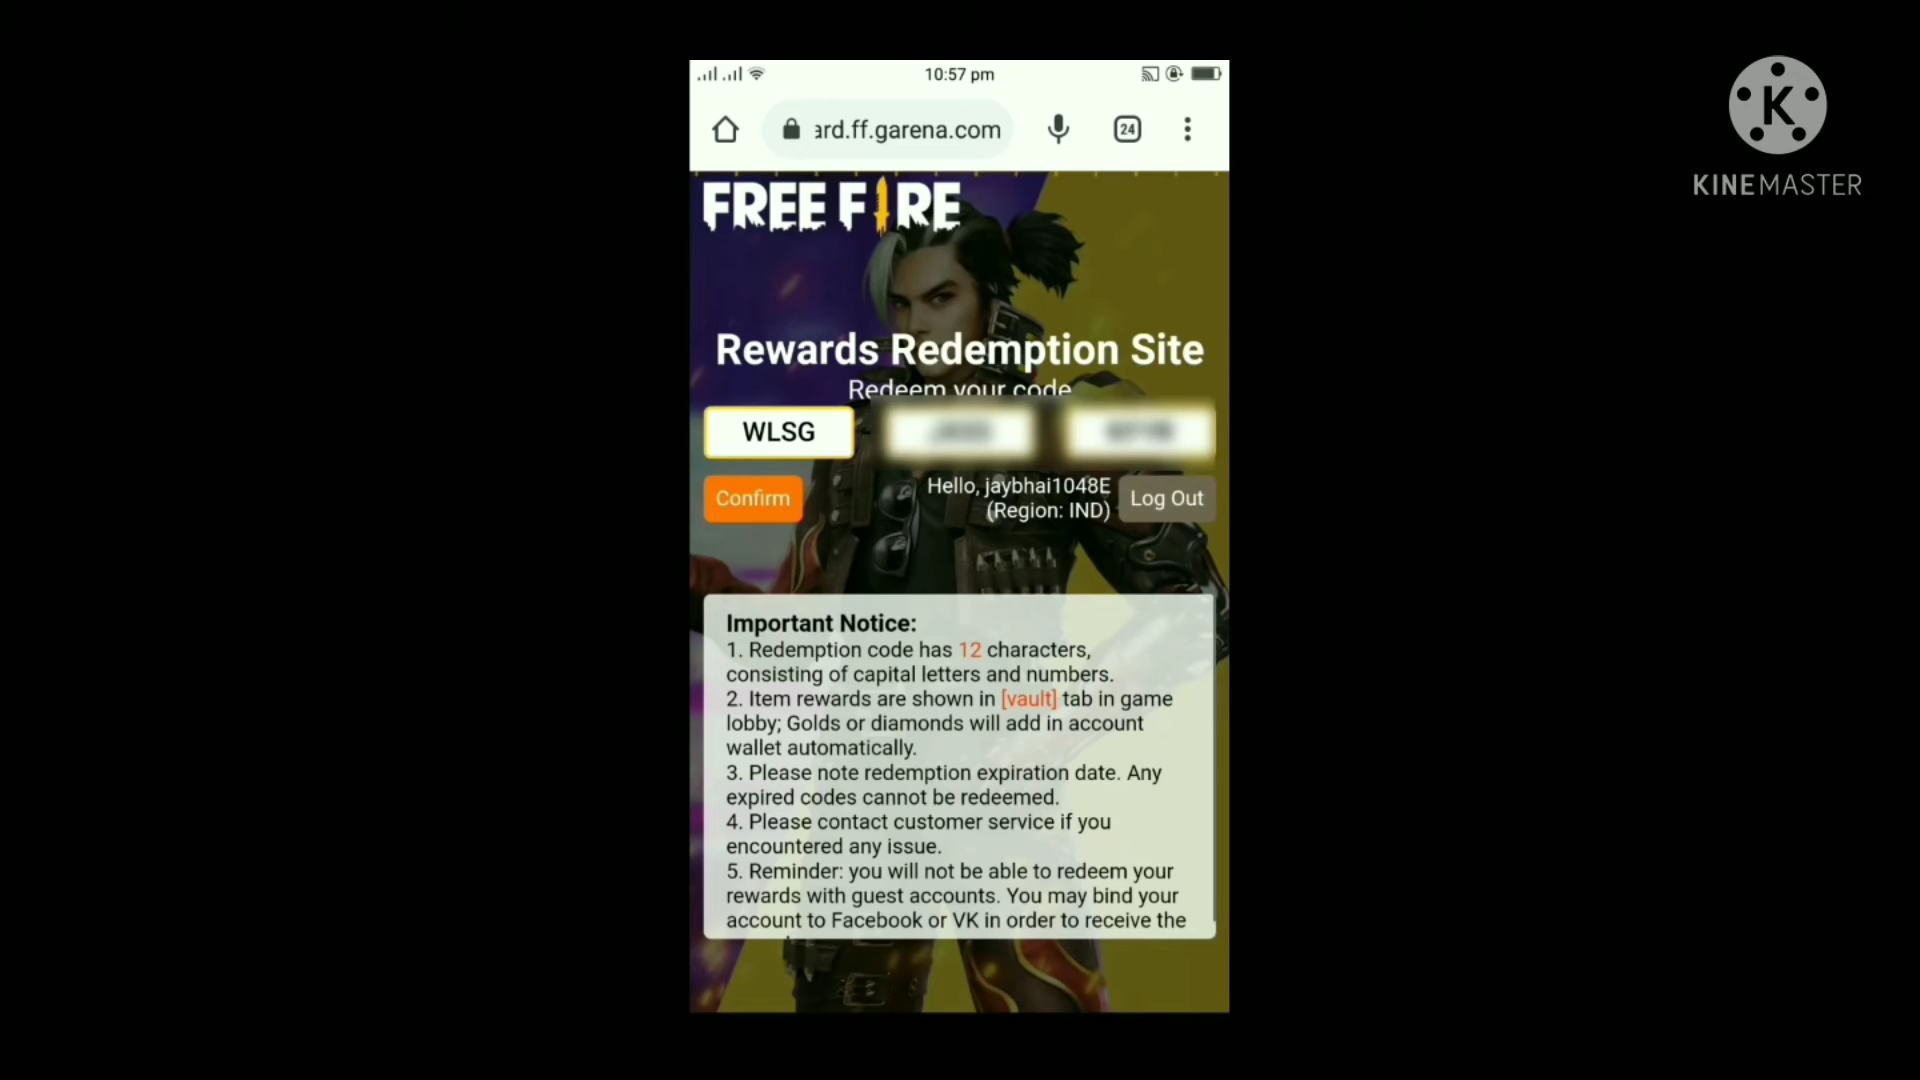 10:57 pm
ard.ff.garena.com
24
K
KINEMASTER
FREE FIRE
Rewards Redemption Site
Redeem your code
WLSG
Confirm
Hello, jaybhai1048E
(Region: IND)
Log Out
Important Notice:
1. Redemption code has 12 characters,
consisting of capital letters and numbers.
2. Item rewards are shown in [vault] tab in game
lobby; Golds or diamonds will add in account
wallet automatically.
3. Please note redemption expiration date. Any
expired codes cannot be redeemed.
4. Please contact customer service if you
encountered any issue.
5. Reminder: you will not be able to redeem your
rewards with guest accounts. You may bind your
account to Facebook or VK in order to receive the